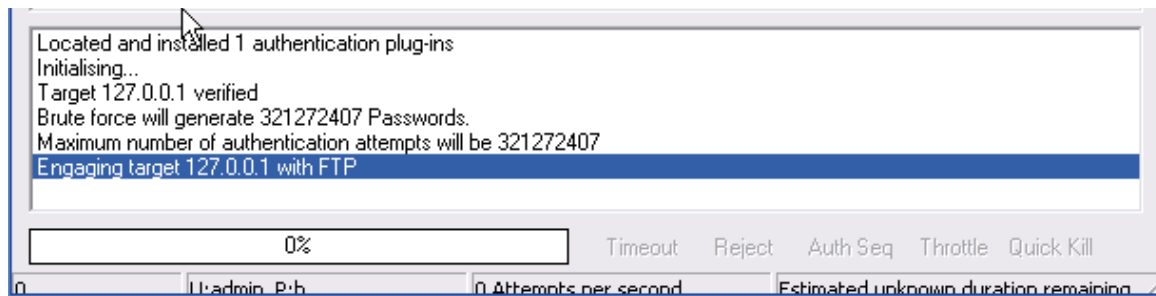 Located and installed 1 authentication plug-ins
Initialising...
Target 127.0.0.1 verified
Brute force will generate 321272407 Passwords.
Maximum number of authentication attempts will be 321272407
Engaging target 127.0.0.1 with FTP
0% Timeout Reject Auth Seq Throttle Quick Kill
0 U:admin P:b 0 Attempts per second Estimated unknown duration remaining